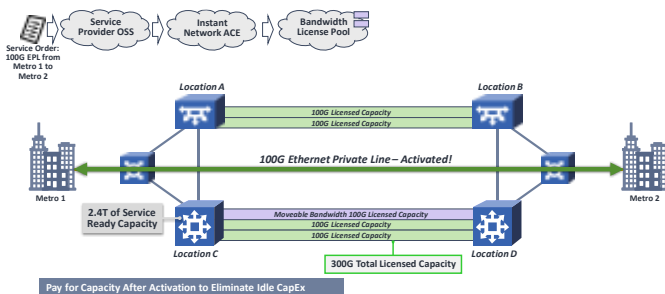 Service
Provider OSS
Instant
Network ACE
Bandwidth
License Pool
Service Order:
100G EPL from
Metro 1 to
Metro 2
Location A
Location B
100G Licensed Capacity
100G Licensed Capacity
100G Ethernet Private Line – Activated!
Metro 1
Metro 2
2.4T of Service
Ready Capacity
Moveable Bandwidth 100G Licensed Capacity
100G Licensed Capacity
100G Licensed Capacity
Location C
Location D
300G Total Licensed Capacity
Pay for Capacity After Activation to Eliminate Idle CapEx